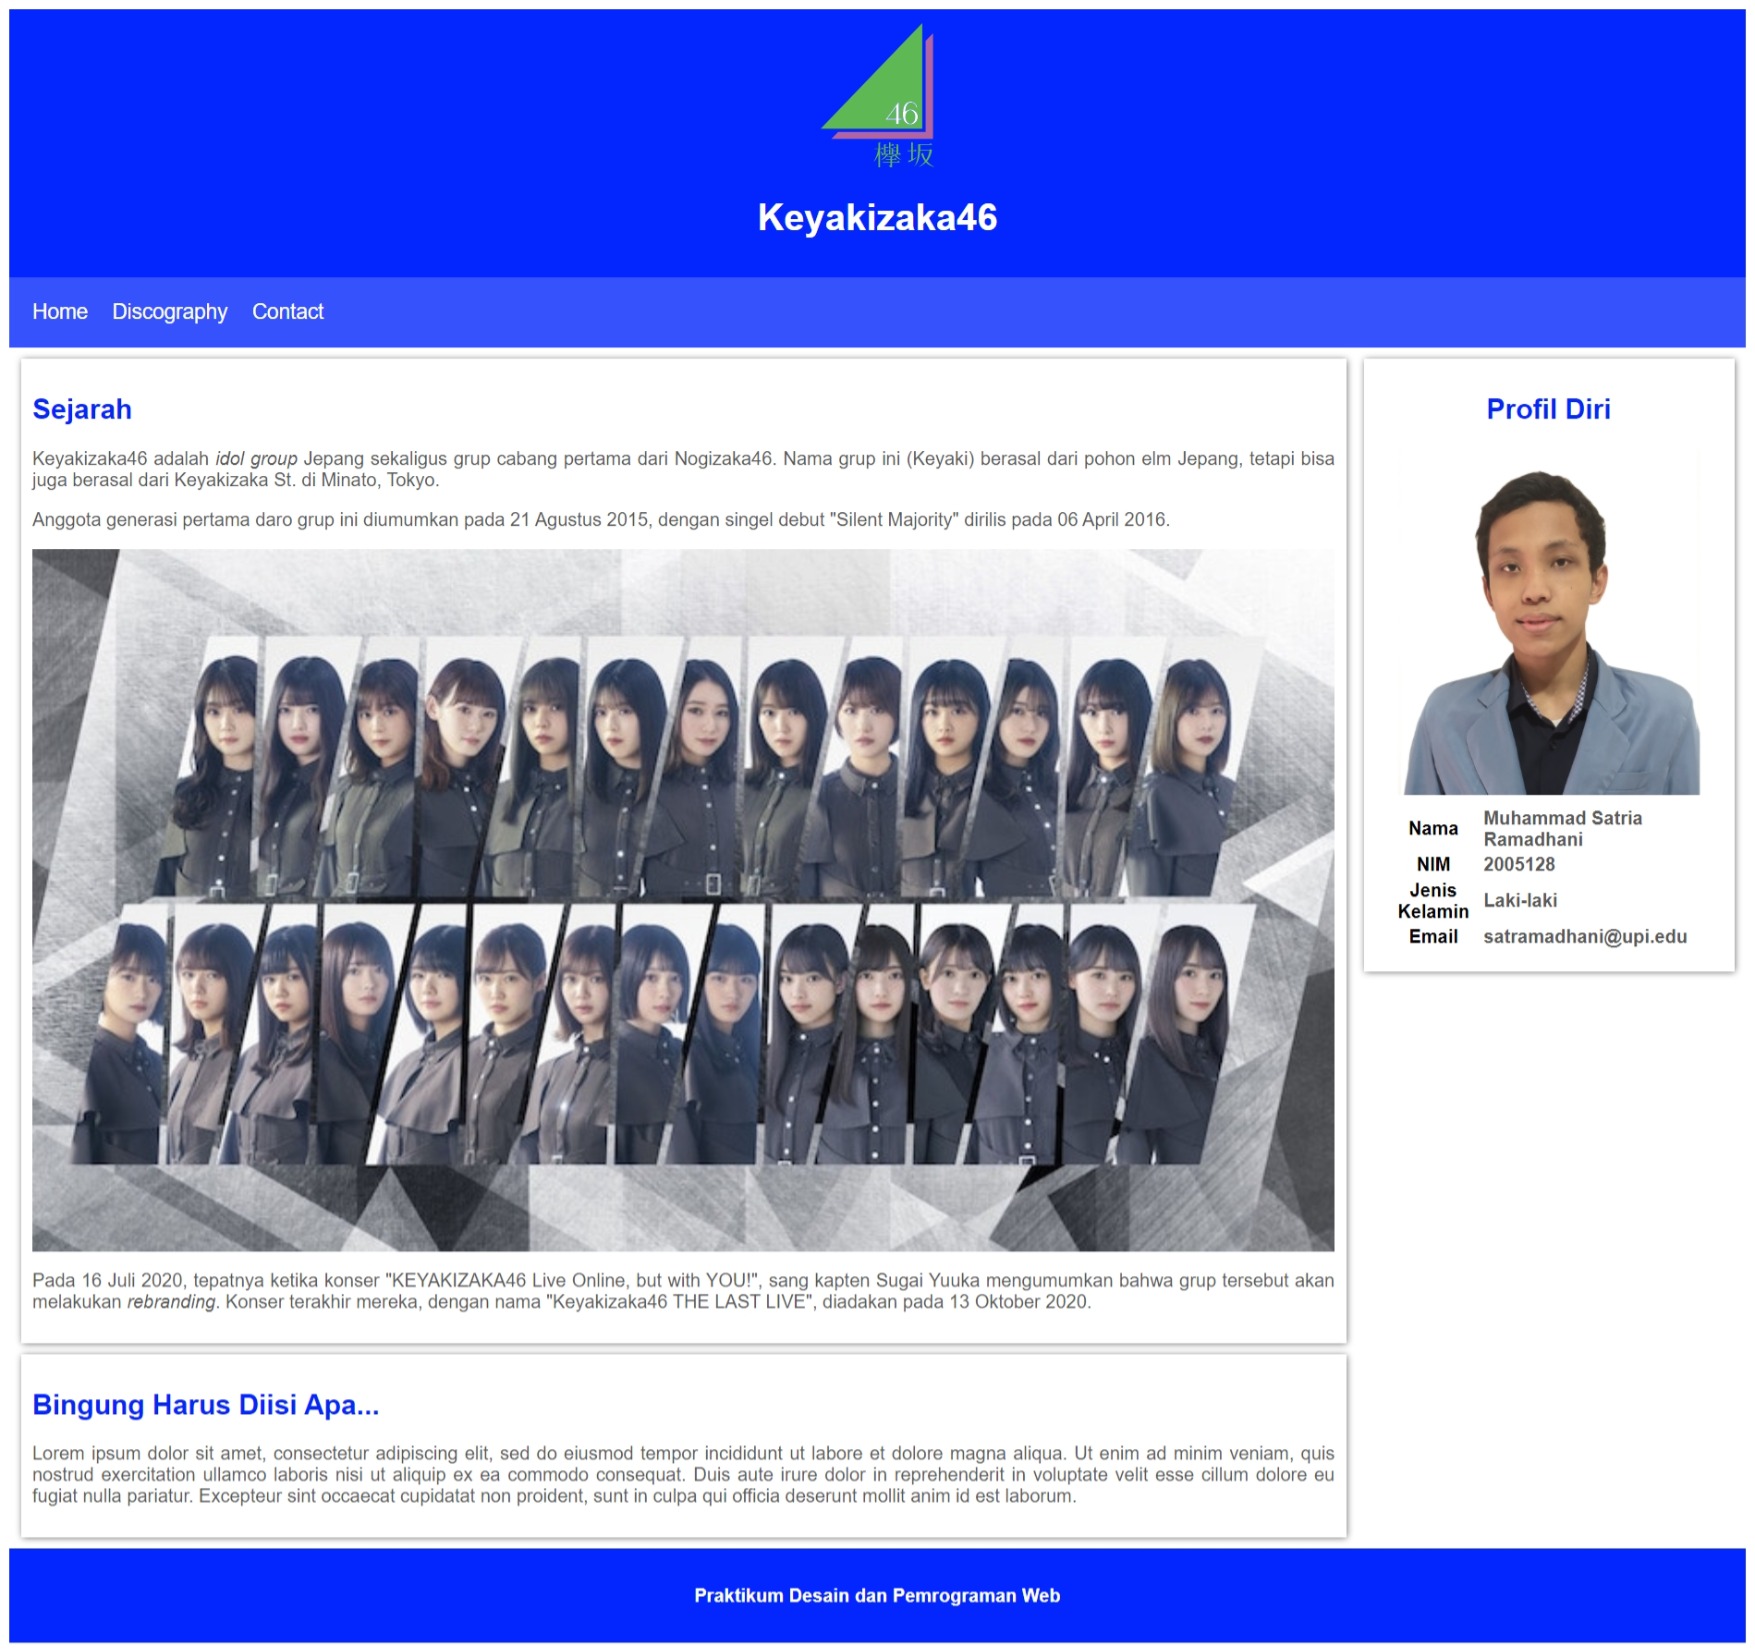 46
欅坂
Keyakizaka46
Home Discography Contact
Sejarah
Keyakizaka46 adalah idol group Jepang sekaligus grup cabang pertama dari Nogizaka46. Nama grup ini (Keyaki) berasal dari pohon elm Jepang, tetapi bisa
juga berasal dari Keyakizaka St. di Minato, Tokyo.
Anggota generasi pertama daro grup ini diumumkan pada 21 Agustus 2015, dengan singel debut "Silent Majority" dirilis pada 06 April 2016.
Pada 16 Juli 2020, tepatnya ketika konser "KEYAKIZAKA46 Live Online, but with YOU!", sang kapten Sugai Yuuka mengumumkan bahwa grup tersebut akan
melakukan rebranding. Konser terakhir mereka, dengan nama "Keyakizaka46 THE LAST LIVE", diadakan pada 13 Oktober 2020.
Bingung Harus Diisi Apa...
Lorem ipsum dolor sit amet, consectetur adipiscing elit, sed do eiusmod tempor incididunt ut labore et dolore magna aliqua. Ut enim ad minim veniam, quis
nostrud exercitation ullamco laboris nisi ut aliquip ex ea commodo consequat. Duis aute irure dolor in reprehenderit in voluptate velit esse cillum dolore eu
fugiat nulla pariatur. Excepteur sint occaecat cupidatat non proident, sunt in culpa qui officia deserunt mollit anim id est laborum.
Profil Diri
Nama Muhammad Satria
Ramadhani
NIM 2005128
Jenis
Kelamin Laki-laki
Email satramadhani@upi.edu
Praktikum Desain dan Pemrograman Web